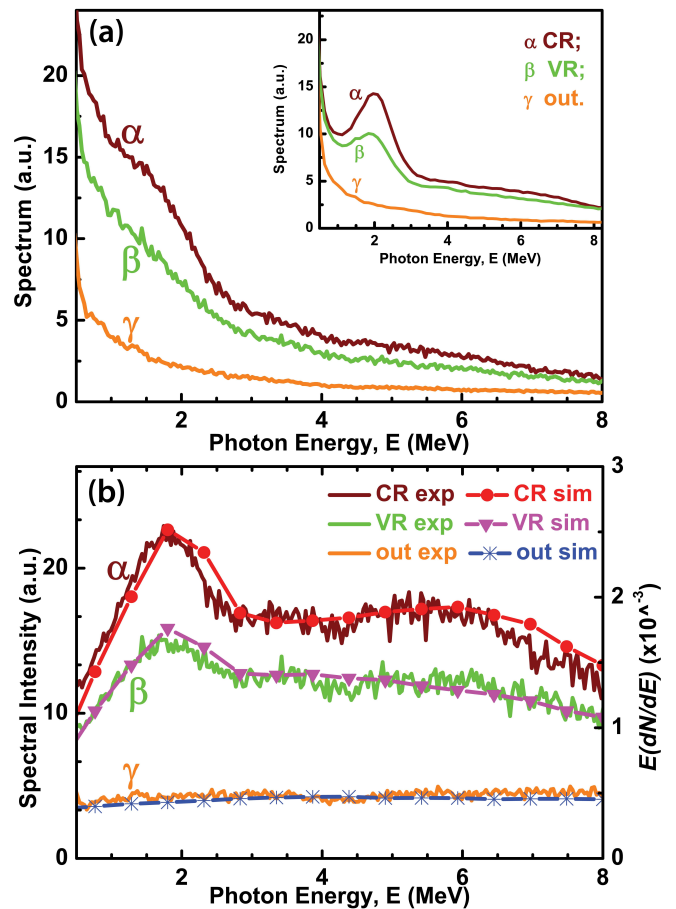 (a)
α CR;
β VR;
γ out.
α
β
γ
25
20
15
10
5
0
Spectrum (a.u.)
2
4
6
8
Photon Energy, E (MeV)
20
15
10
5
0
Spectrum (a.u.)
α
β
γ
2
4
6
8
Photon Energy, E (MeV)
(b)
CR exp
CR sim
VR exp
VR sim
out exp
out sim
α
β
γ
20
10
0
Spectral Intensity (a.u.)
3
2
1
0
E(dN/dE) (x10^-3)
2
4
6
8
Photon Energy, E (MeV)